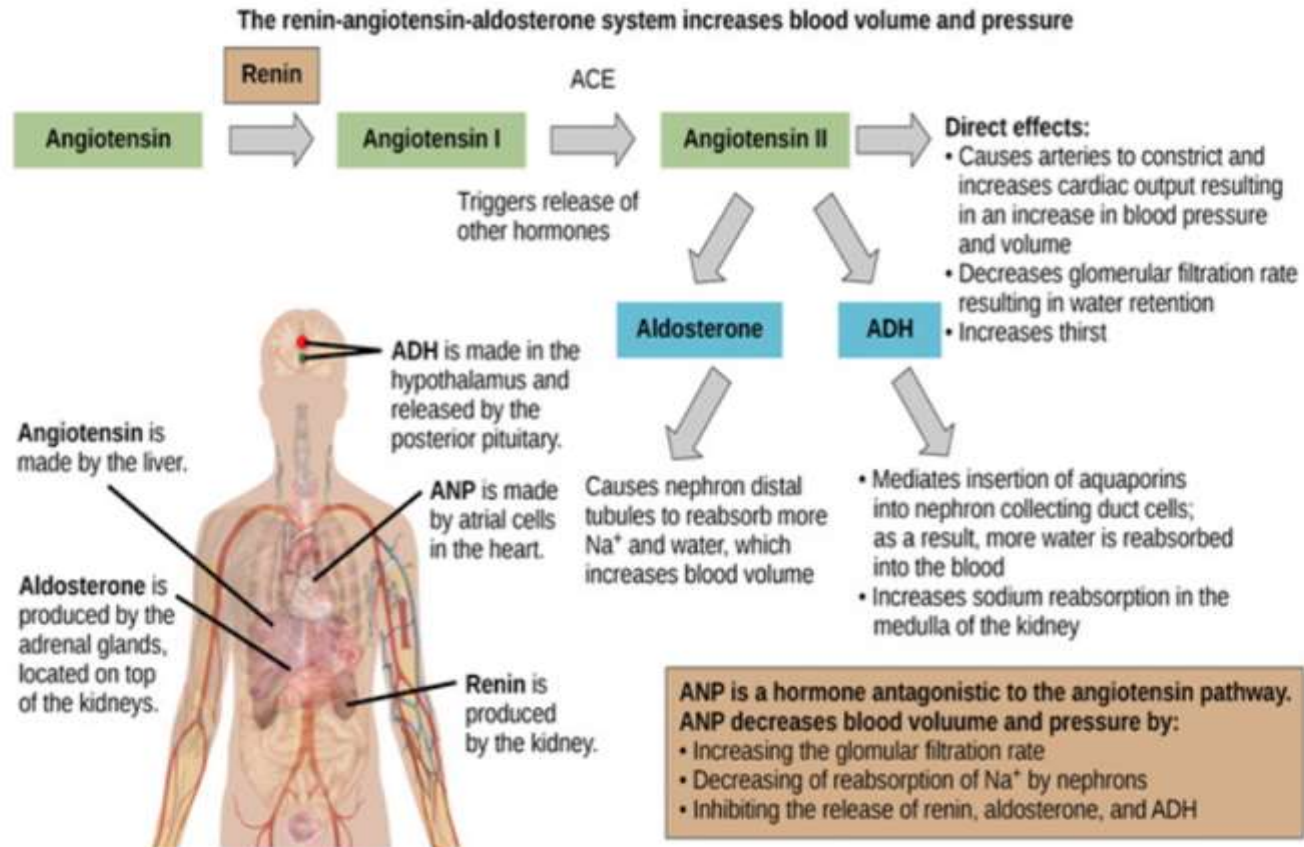 The renin-angiotensin-aldosterone system increases blood volume and pressure
Renin
ACE
Angiotensin
Angiotensin I
Angiotensin II
Direct effects:
• Causes arteries to constrict and
increases cardiac output resulting
in an increase in blood pressure
and volume
• Decreases glomerular filtration rate
resulting in water retention
• Increases thirst
Triggers release of
other hormones
Aldosterone
ADH
ADH is made in the
hypothalamus and
released by the
posterior pituitary.
Angiotensin is
made by the liver.
ANP is made
by atrial cells
in the heart.
Aldosterone is
produced by the
adrenal glands,
located on top
of the kidneys.
Renin is
produced
by the kidney.
Causes nephron distal
tubules to reabsorb more
Na⁺ and water, which
increases blood volume
• Mediates insertion of aquaporins
into nephron collecting duct cells;
as a result, more water is reabsorbed
into the blood
• Increases sodium reabsorption in the
medulla of the kidney
ANP is a hormone antagonistic to the angiotensin pathway.
ANP decreases blood voluume and pressure by:
• Increasing the glomular filtration rate
• Decreasing of reabsorption of Na⁺ by nephrons
• Inhibiting the release of renin, aldosterone, and ADH